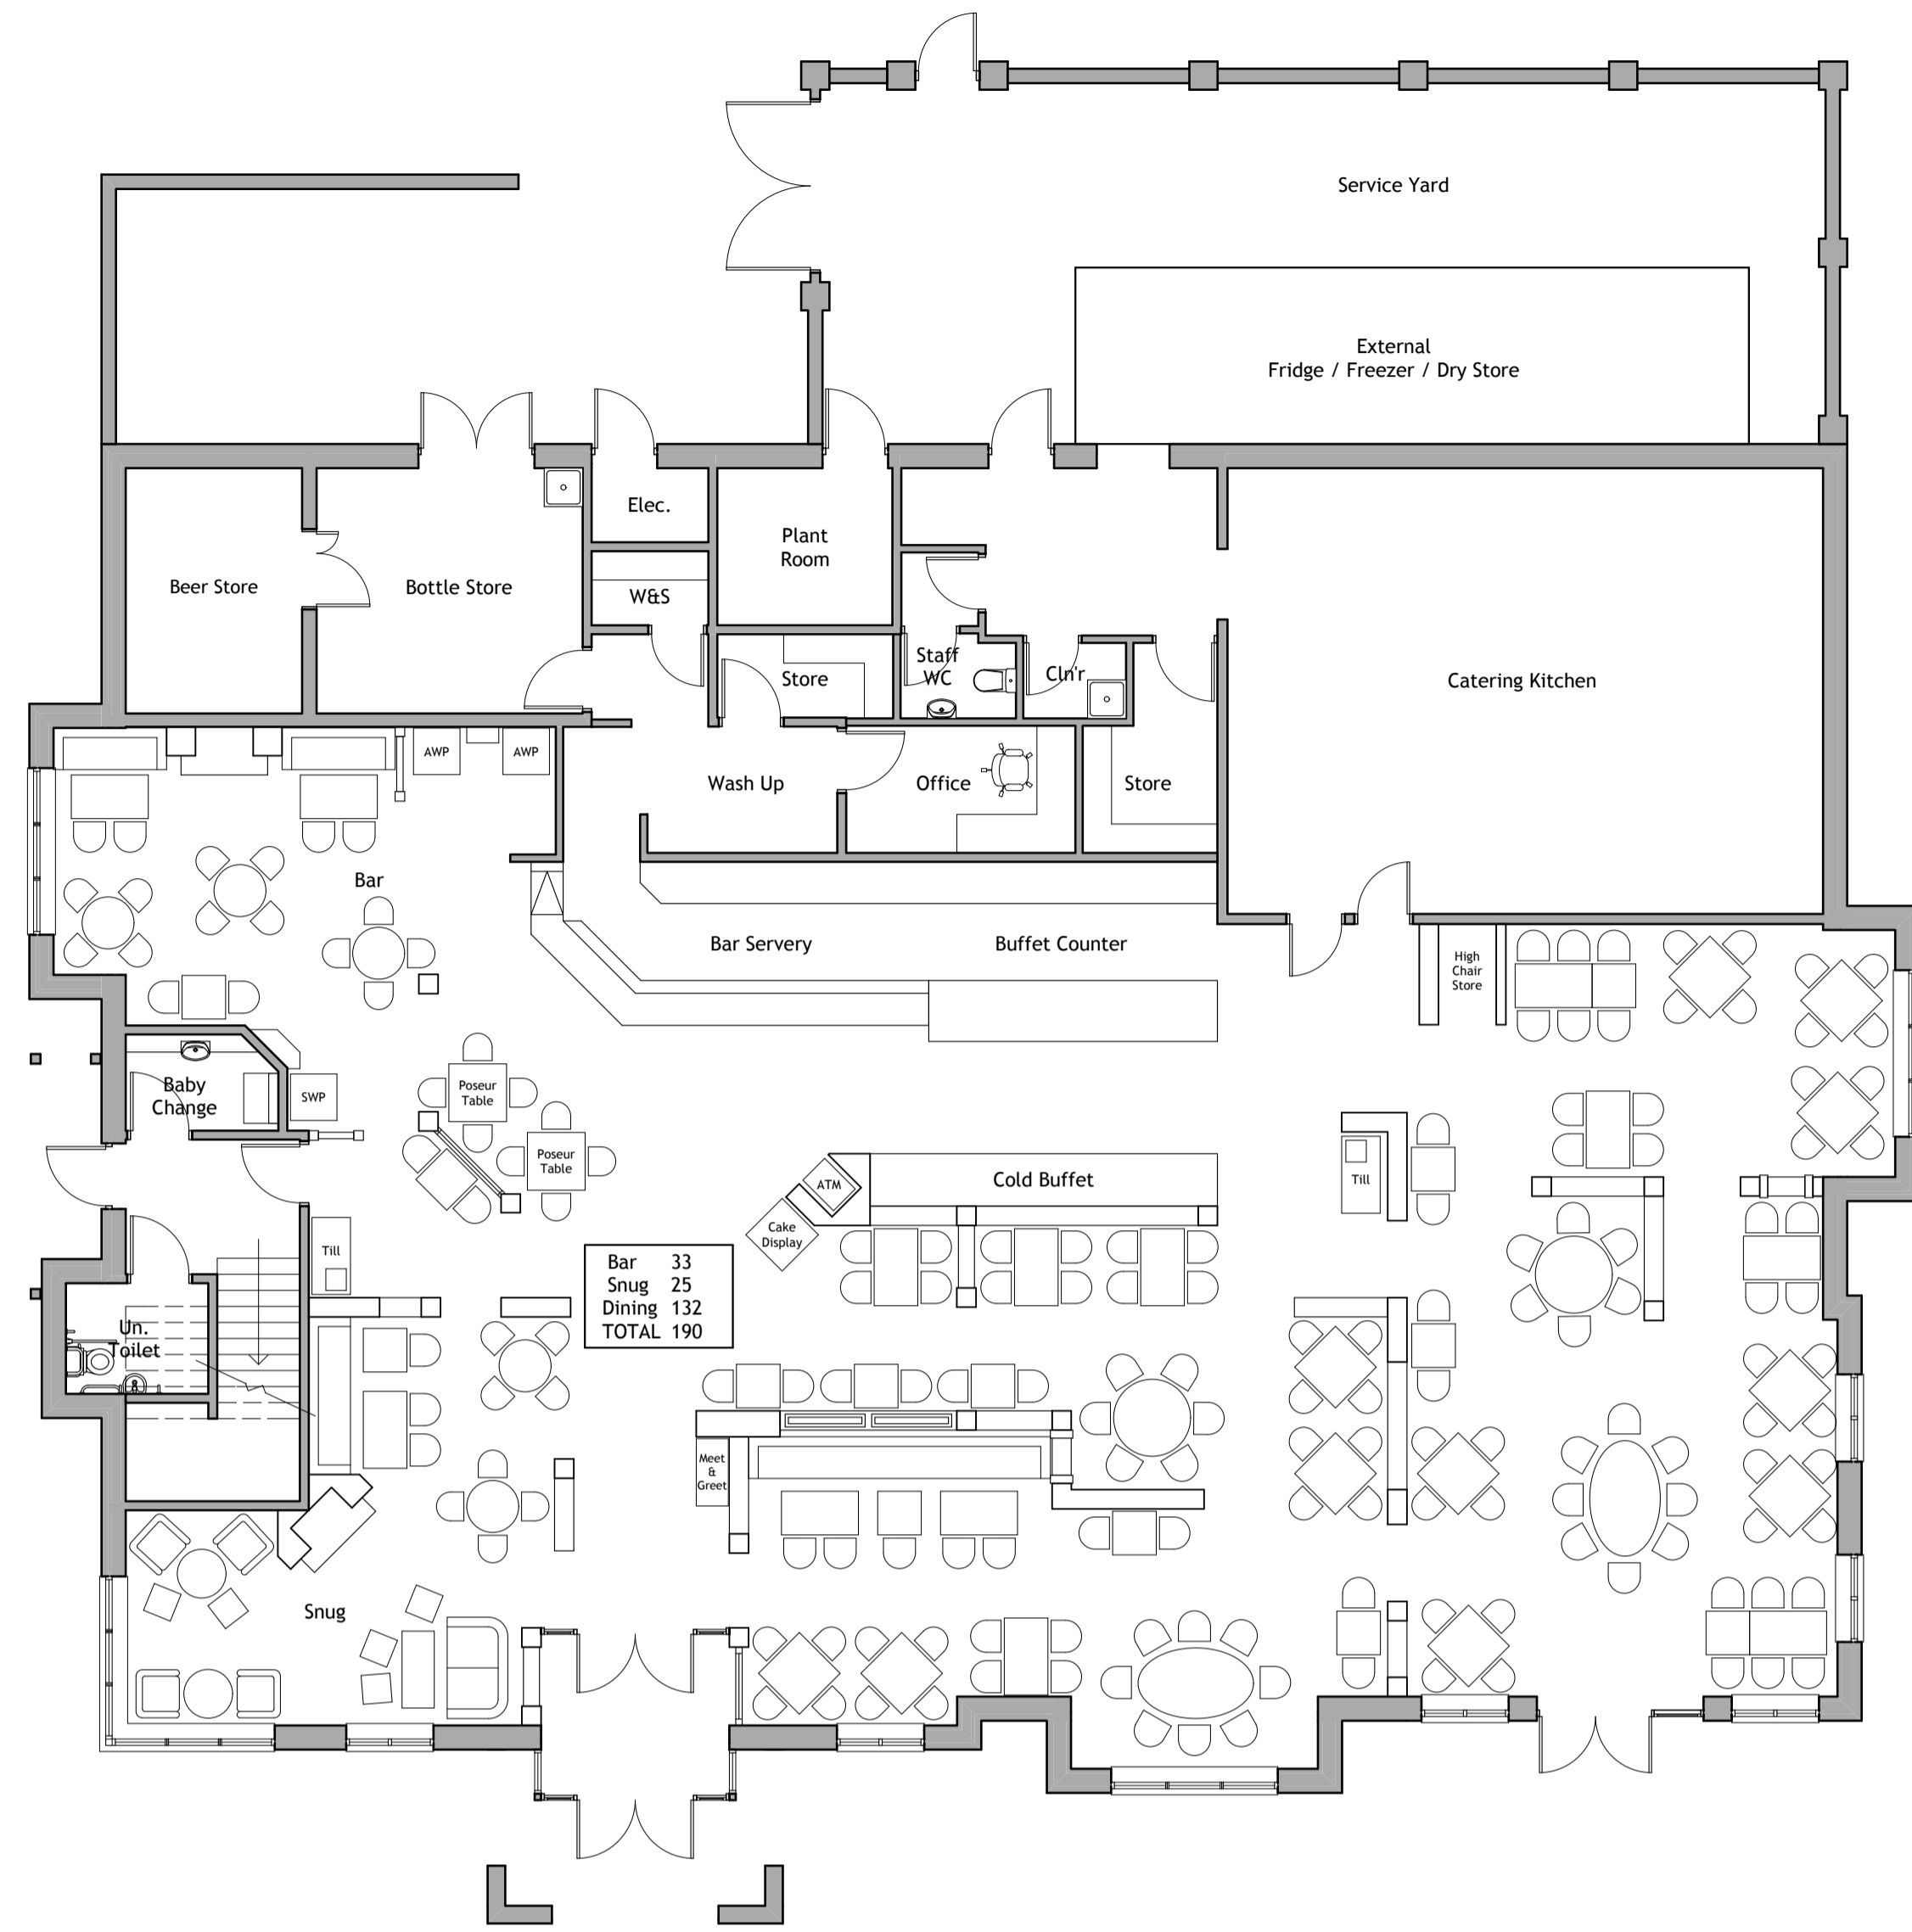 Service Yard
External
Fridge / Freezer / Dry Store
Elec.
Plant
Room
Beer Store
Bottle Store
W&S
Staff
WC
Cln'r
Store
Catering Kitchen
AWP
AWP
Wash Up
Office
Store
Bar
Bar Servery
Buffet Counter
High
Chair
Store
Baby
Change
SWP
Poseur
Table
Poseur
Table
ATM
Cold Buffet
Till
Cake
Display
Till
Bar 33
Snug 25
Dining 132
TOTAL 190
Un.
Toilet
Meet
&
Greet
Snug